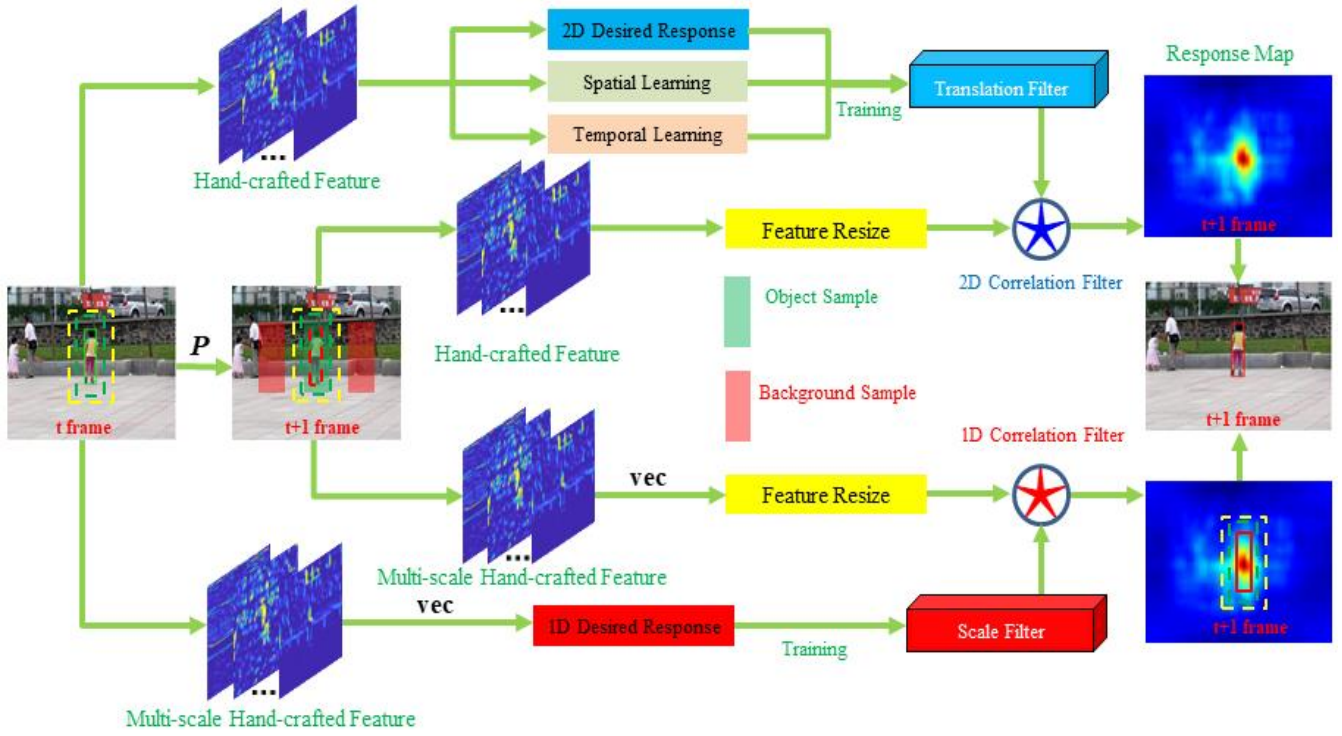 2D Desired Response
Spatial Learning
Temporal Learning
Training
Translation Filter
Response Map
t+1 frame
...
Hand-crafted Feature
...
Hand-crafted Feature
Feature Resize
2D Correlation Filter
Object Sample
Background Sample
t frame
P
t+1 frame
t+1 frame
1D Correlation Filter
...
Multi-scale Hand-crafted Feature
vec
Feature Resize
...
Multi-scale Hand-crafted Feature
vec
1D Desired Response
Training
Scale Filter
t+1 frame